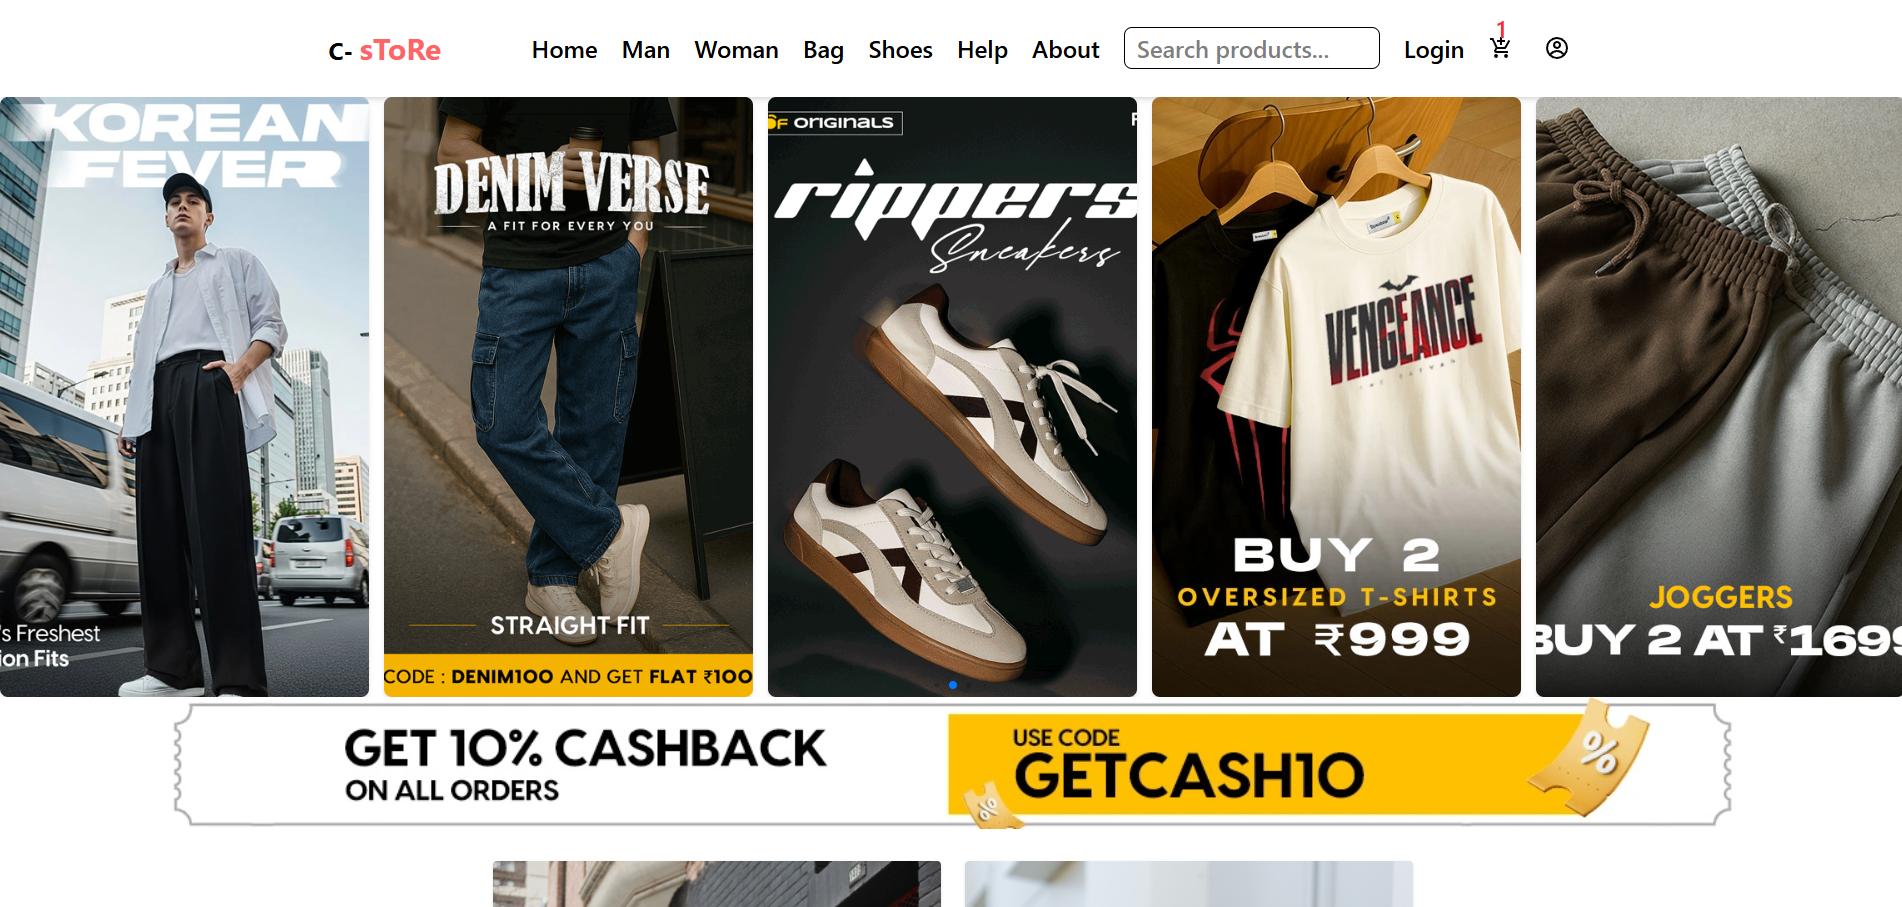 C- sToRe
Home Man Woman Bag Shoes Help About Search products... Login 1
KOREAN
FEVER
's Freshest
ion Fits
DENIM VERSE
A FIT FOR EVERY YOU
STRAIGHT FIT
CODE : DENIM100 AND GET FLAT ₹100
ORIGINALS
rippers
Sneakers
VENGEANCE
BUY 2
OVERSIZED T-SHIRTS
AT ₹999
JOGGERS
BUY 2 AT ₹1699
GET 10% CASHBACK
ON ALL ORDERS
USE CODE
GETCASH10
%
%